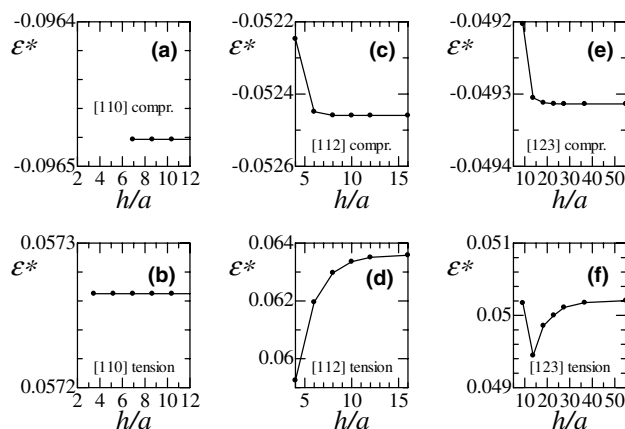 -0.0964
ε*
(a)
[110] compr.
-0.0965
2 4 6 8 10 12
h/a
-0.0522
ε*
(c)
-0.0524
[112] compr.
-0.0526
5 10 15
h/a
-0.0492
ε*
(e)
-0.0493
[123] compr.
-0.0494
10 20 30 40 50
h/a
0.0573
ε*
(b)
[110] tension
0.0572
2 4 6 8 10 12
h/a
0.064
ε*
0.062
(d)
0.06
[112] tension
5 10 15
h/a
0.051
ε*
(f)
0.05
[123] tension
0.049
10 20 30 40 50
h/a